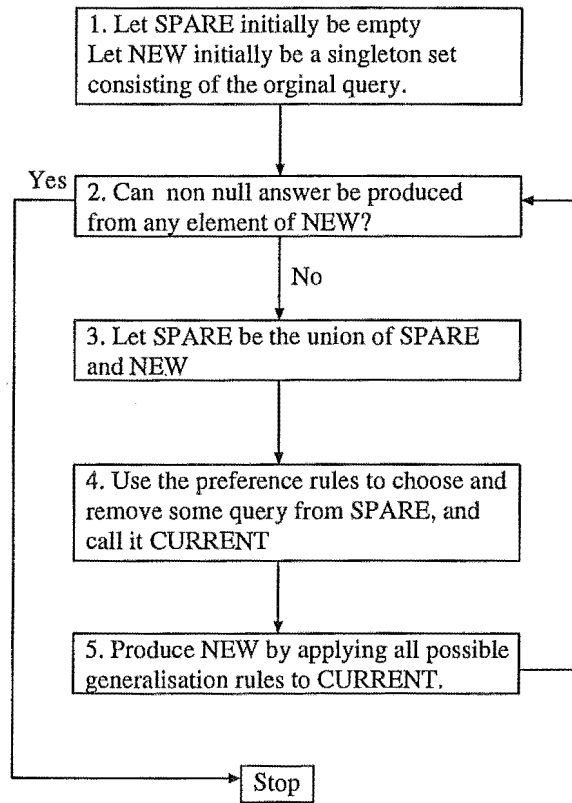 1. Let SPARE initially be empty
Let NEW initially be a singleton set
consisting of the orginal query.
Yes
2. Can non null answer be produced
from any element of NEW?
No
3. Let SPARE be the union of SPARE
and NEW
4. Use the preference rules to choose and
remove some query from SPARE, and
call it CURRENT
5. Produce NEW by applying all possible
generalisation rules to CURRENT.
Stop